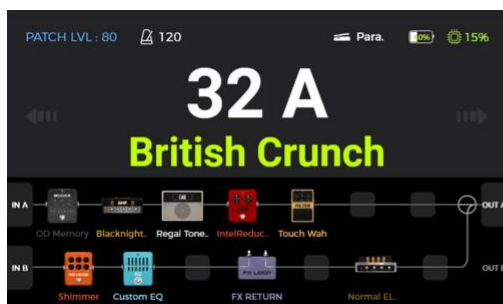 PATCH LVL : 80 120 Para. 0% 15%
32 A
British Crunch
IN A OUT A
OD Memory Blacknight.. Regal Tone.. IntelReduc.. Touch Wah
IN B OUT
Shimmer Custom EQ FX RETURN Normal EL..